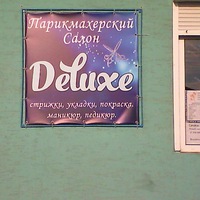 Парикмахерский
Салон
Deluxe
стрижки, укладки, покраска,
маникюр, педикюр.